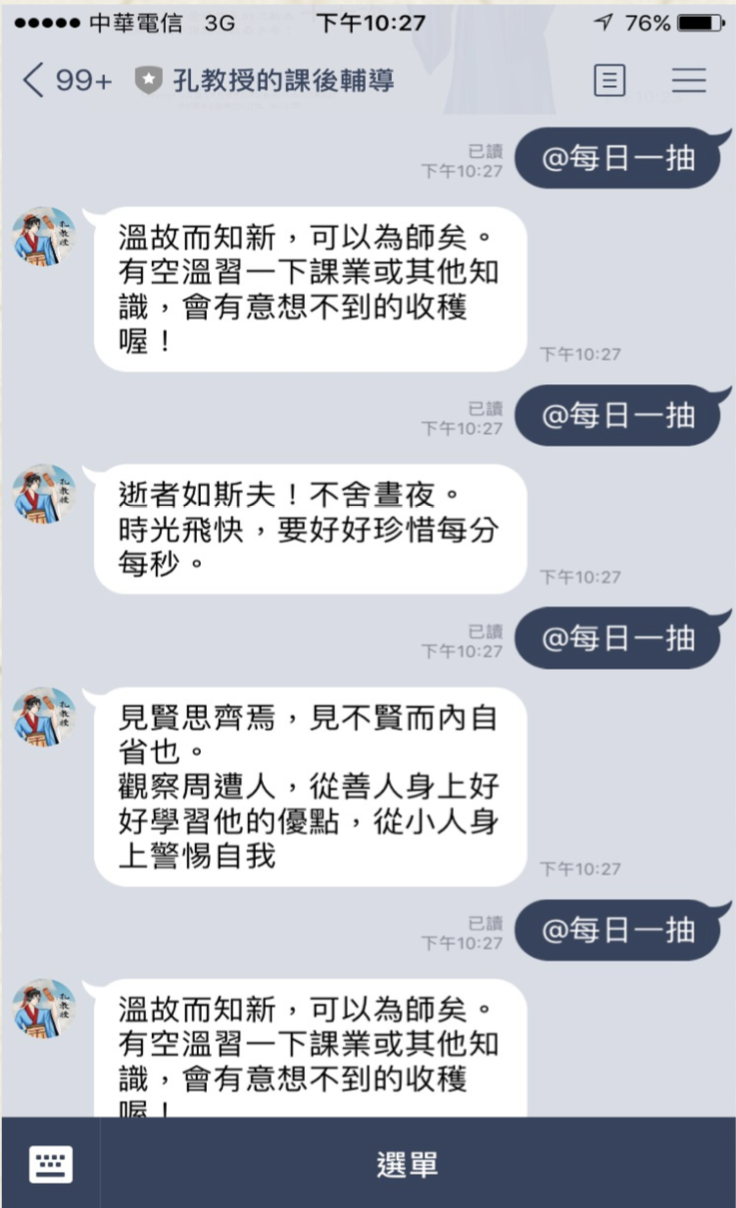 中華電信 3G 下午10:27 76%
99+ 孔教授的課後輔導
已讀
下午10:27
@每日一抽
溫故而知新，可以為師矣。
有空溫習一下課業或其他知
識，會有意想不到的收穫
喔！
下午10:27
已讀
下午10:27
@每日一抽
逝者如斯夫！不舍晝夜。
時光飛快，要好好珍惜每分
每秒。
下午10:27
已讀
下午10:27
@每日一抽
見賢思齊焉，見不賢而內自
省也。
觀察周遭人，從善人身上好
好學習他的優點，從小人身
上警惕自我
下午10:27
已讀
下午10:27
@每日一抽
溫故而知新，可以為師矣。
有空溫習一下課業或其他知
識，會有意想不到的收穫
喔！
選單